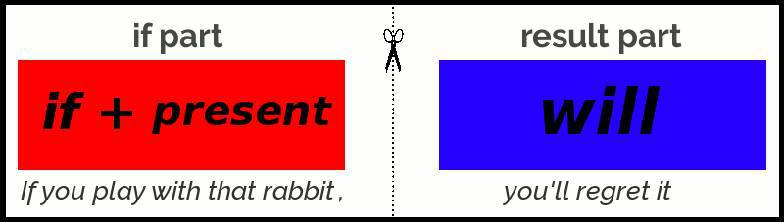 if part
if + present
If you play with that rabbit ,
result part
will
you'll regret it